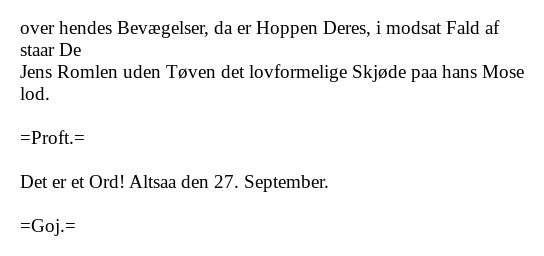 over hendes Bevægelser, da er Hoppen Deres, i modsat Fald af
staar De
Jens Romlen uden Tøven det lovformelige Skjøde paa hans Mose
lod.
=Proft.=
Det er et Ord! Altsaa den 27. September.
=Goj.=